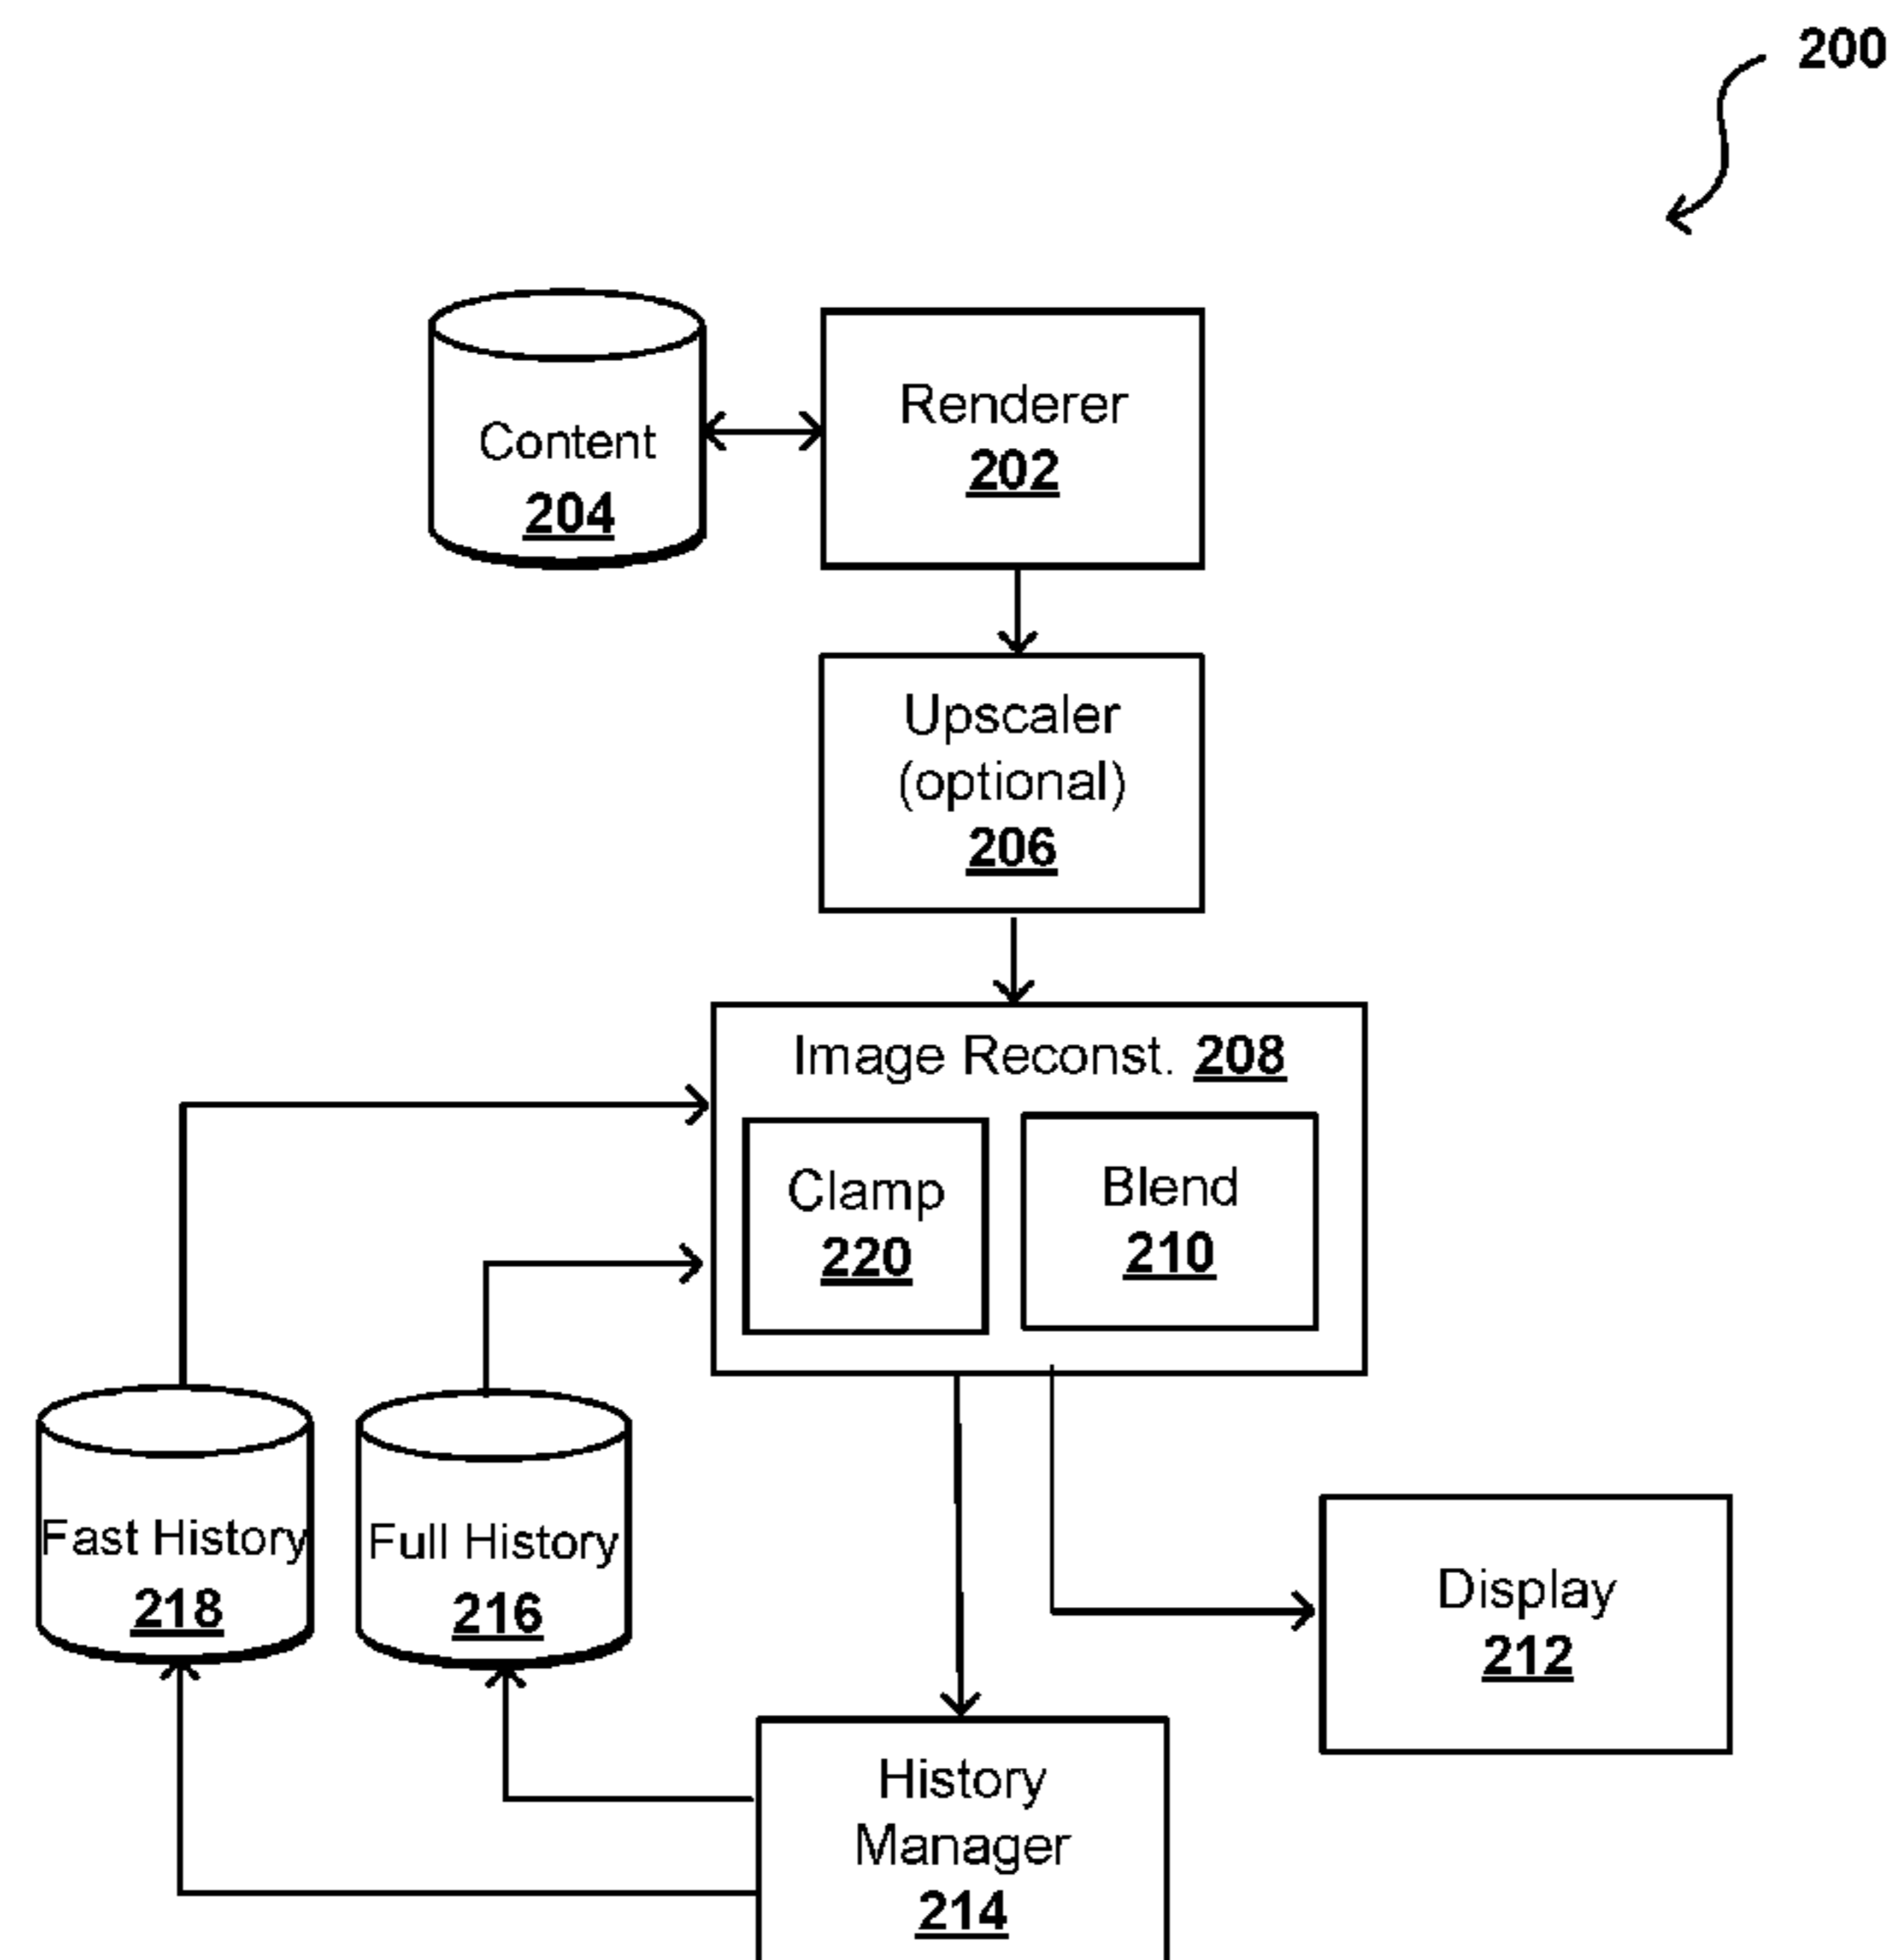 200
Content
204
Renderer
202
Upscaler
(optional)
206
Image Reconst. 208
Clamp
220
Blend
210
Fast History
218
Full History
216
Display
212
History
Manager
214